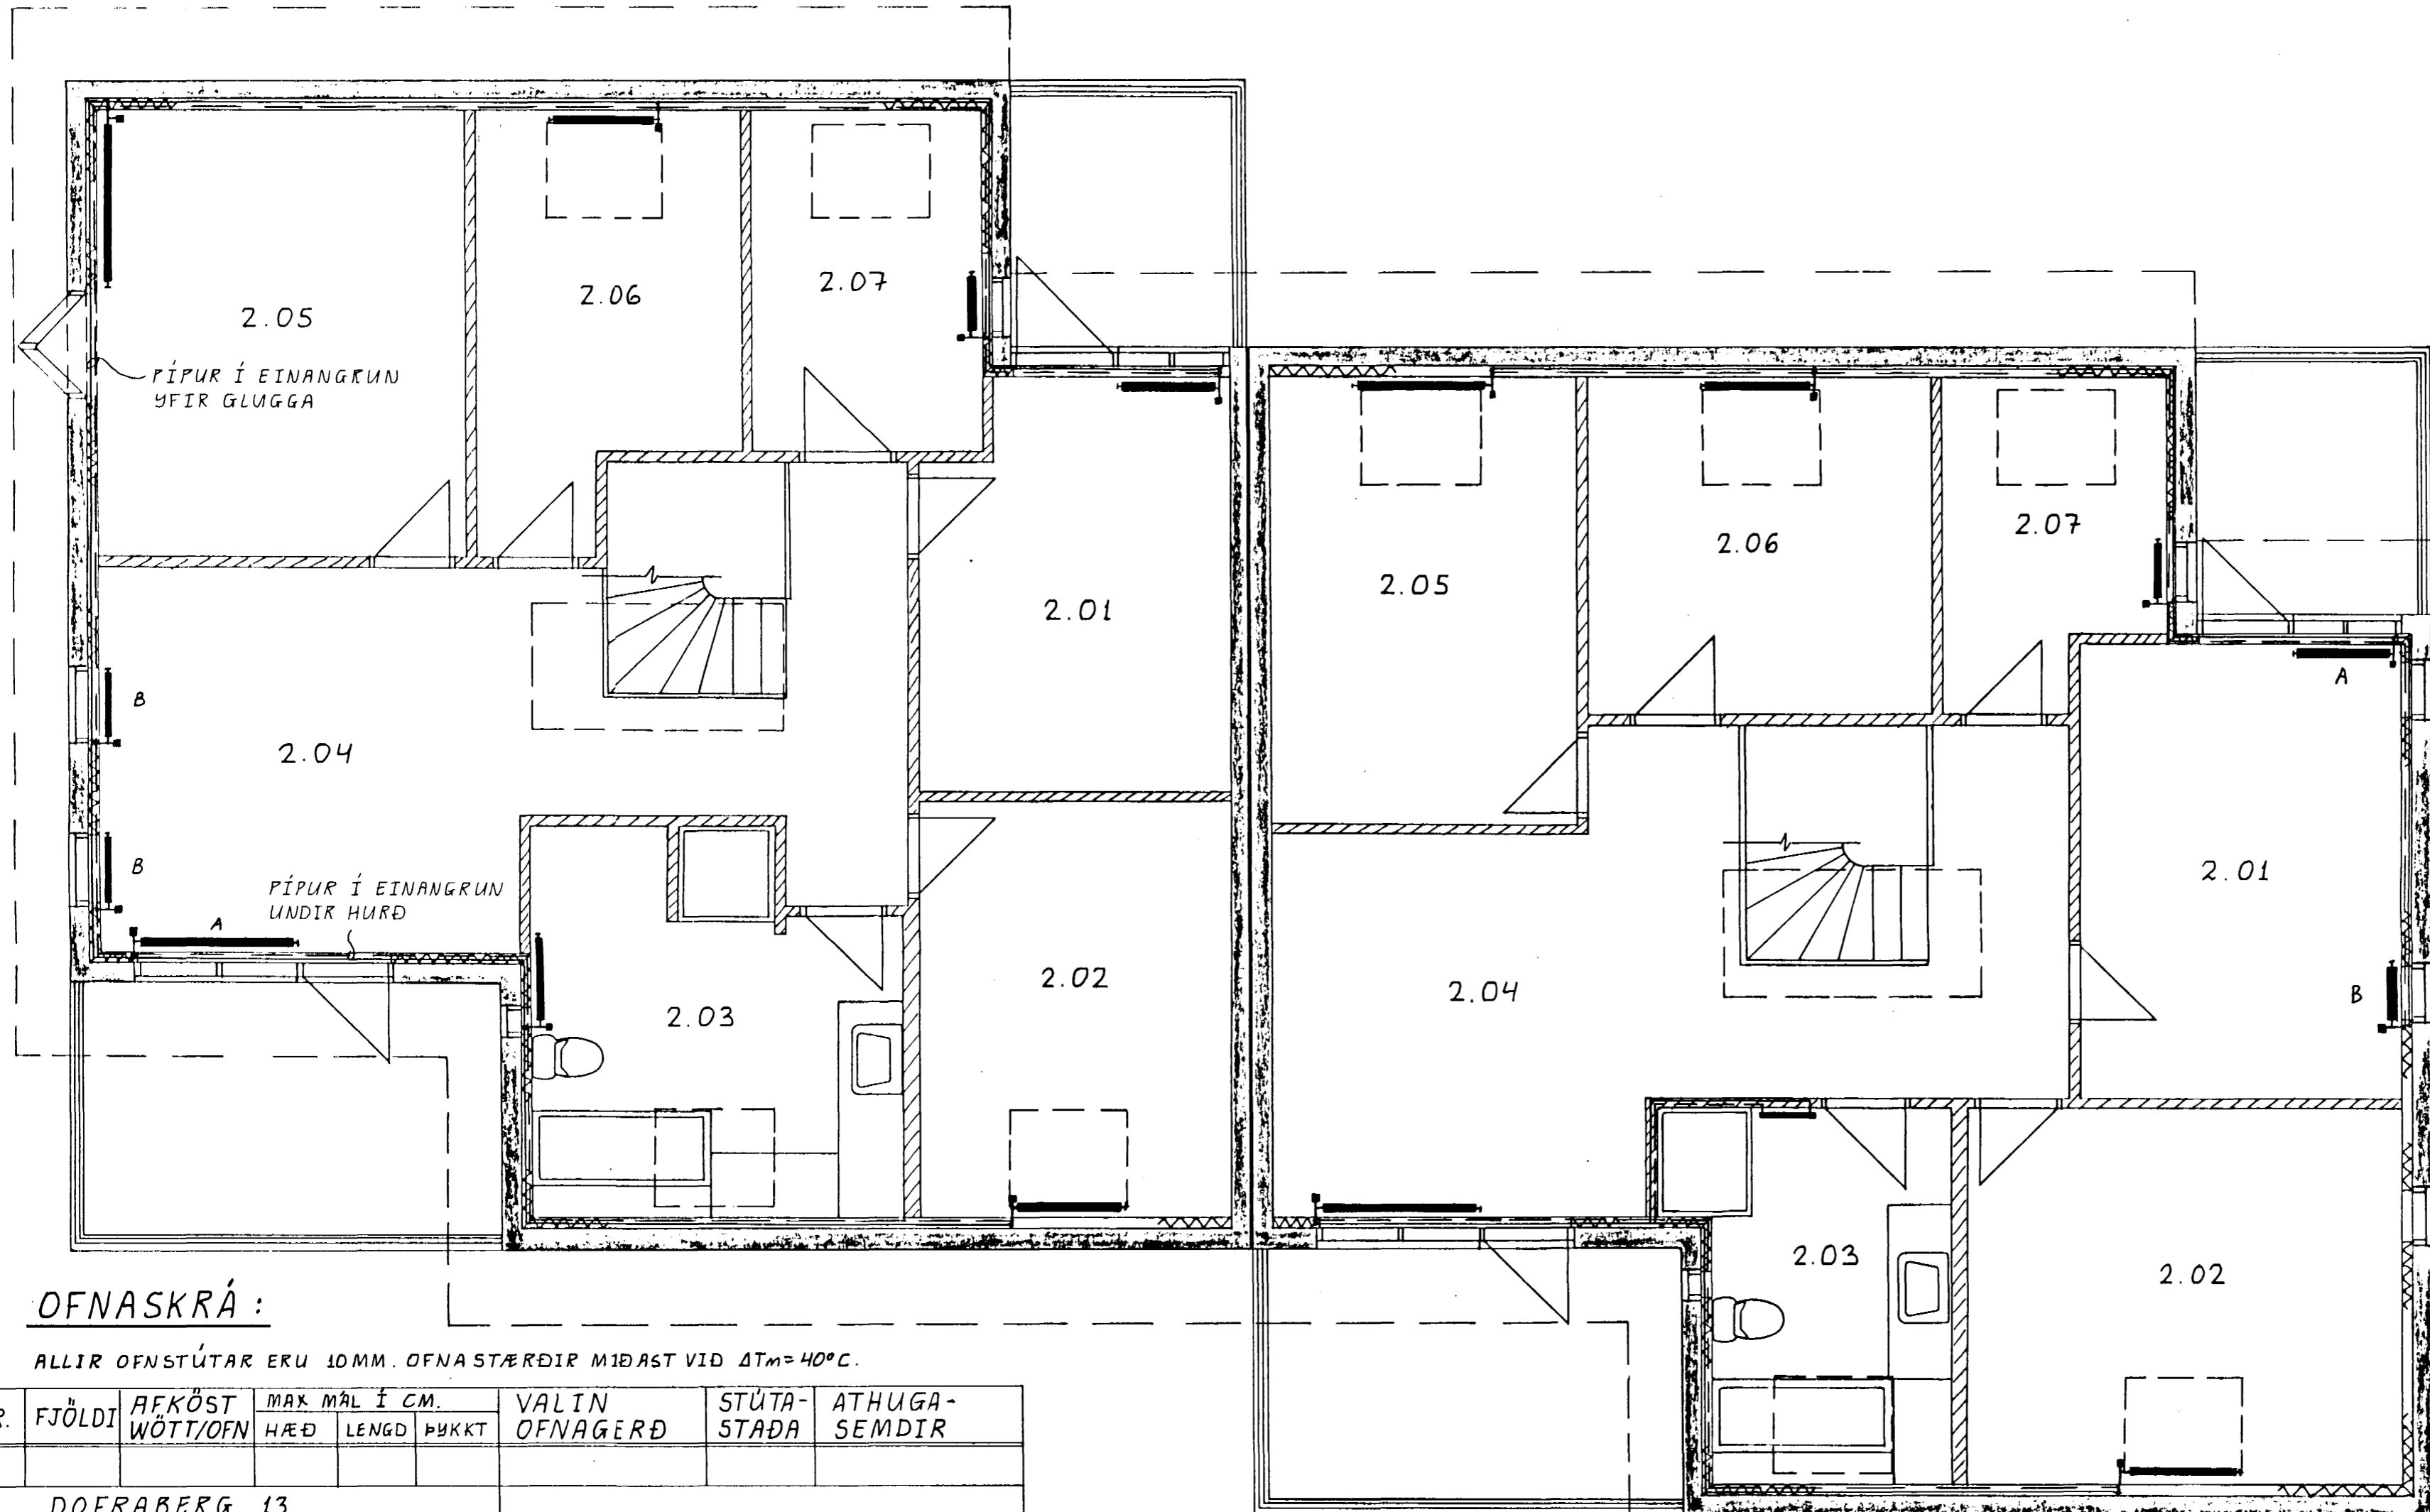 2.05
2.06
2.07
PÍPUR Í EINANGRUN
YFIR GLUGGA
2.01
2.04
B
B
A
PÍPUR Í EINANGRUN
UNDIR HURÐ
2.03
2.02
2.05
2.06
2.07
A
2.01
B
2.04
2.03
2.02
OFNASKRÁ :
ALLIR OFNSTÚTAR ERU 10MM. OFNASTÆRÐIR MIÐAST VIÐ ΔTm=40°C.
R. FJÖLDI AFKÖST WÖTT/OFN MAX MÁL Í CM. HÆÐ LENGD ÞYKKT VALIN OFNAGERÐ STÚTA-STAÐA ATHUGA-SEMDIR
DOFRABERG 13